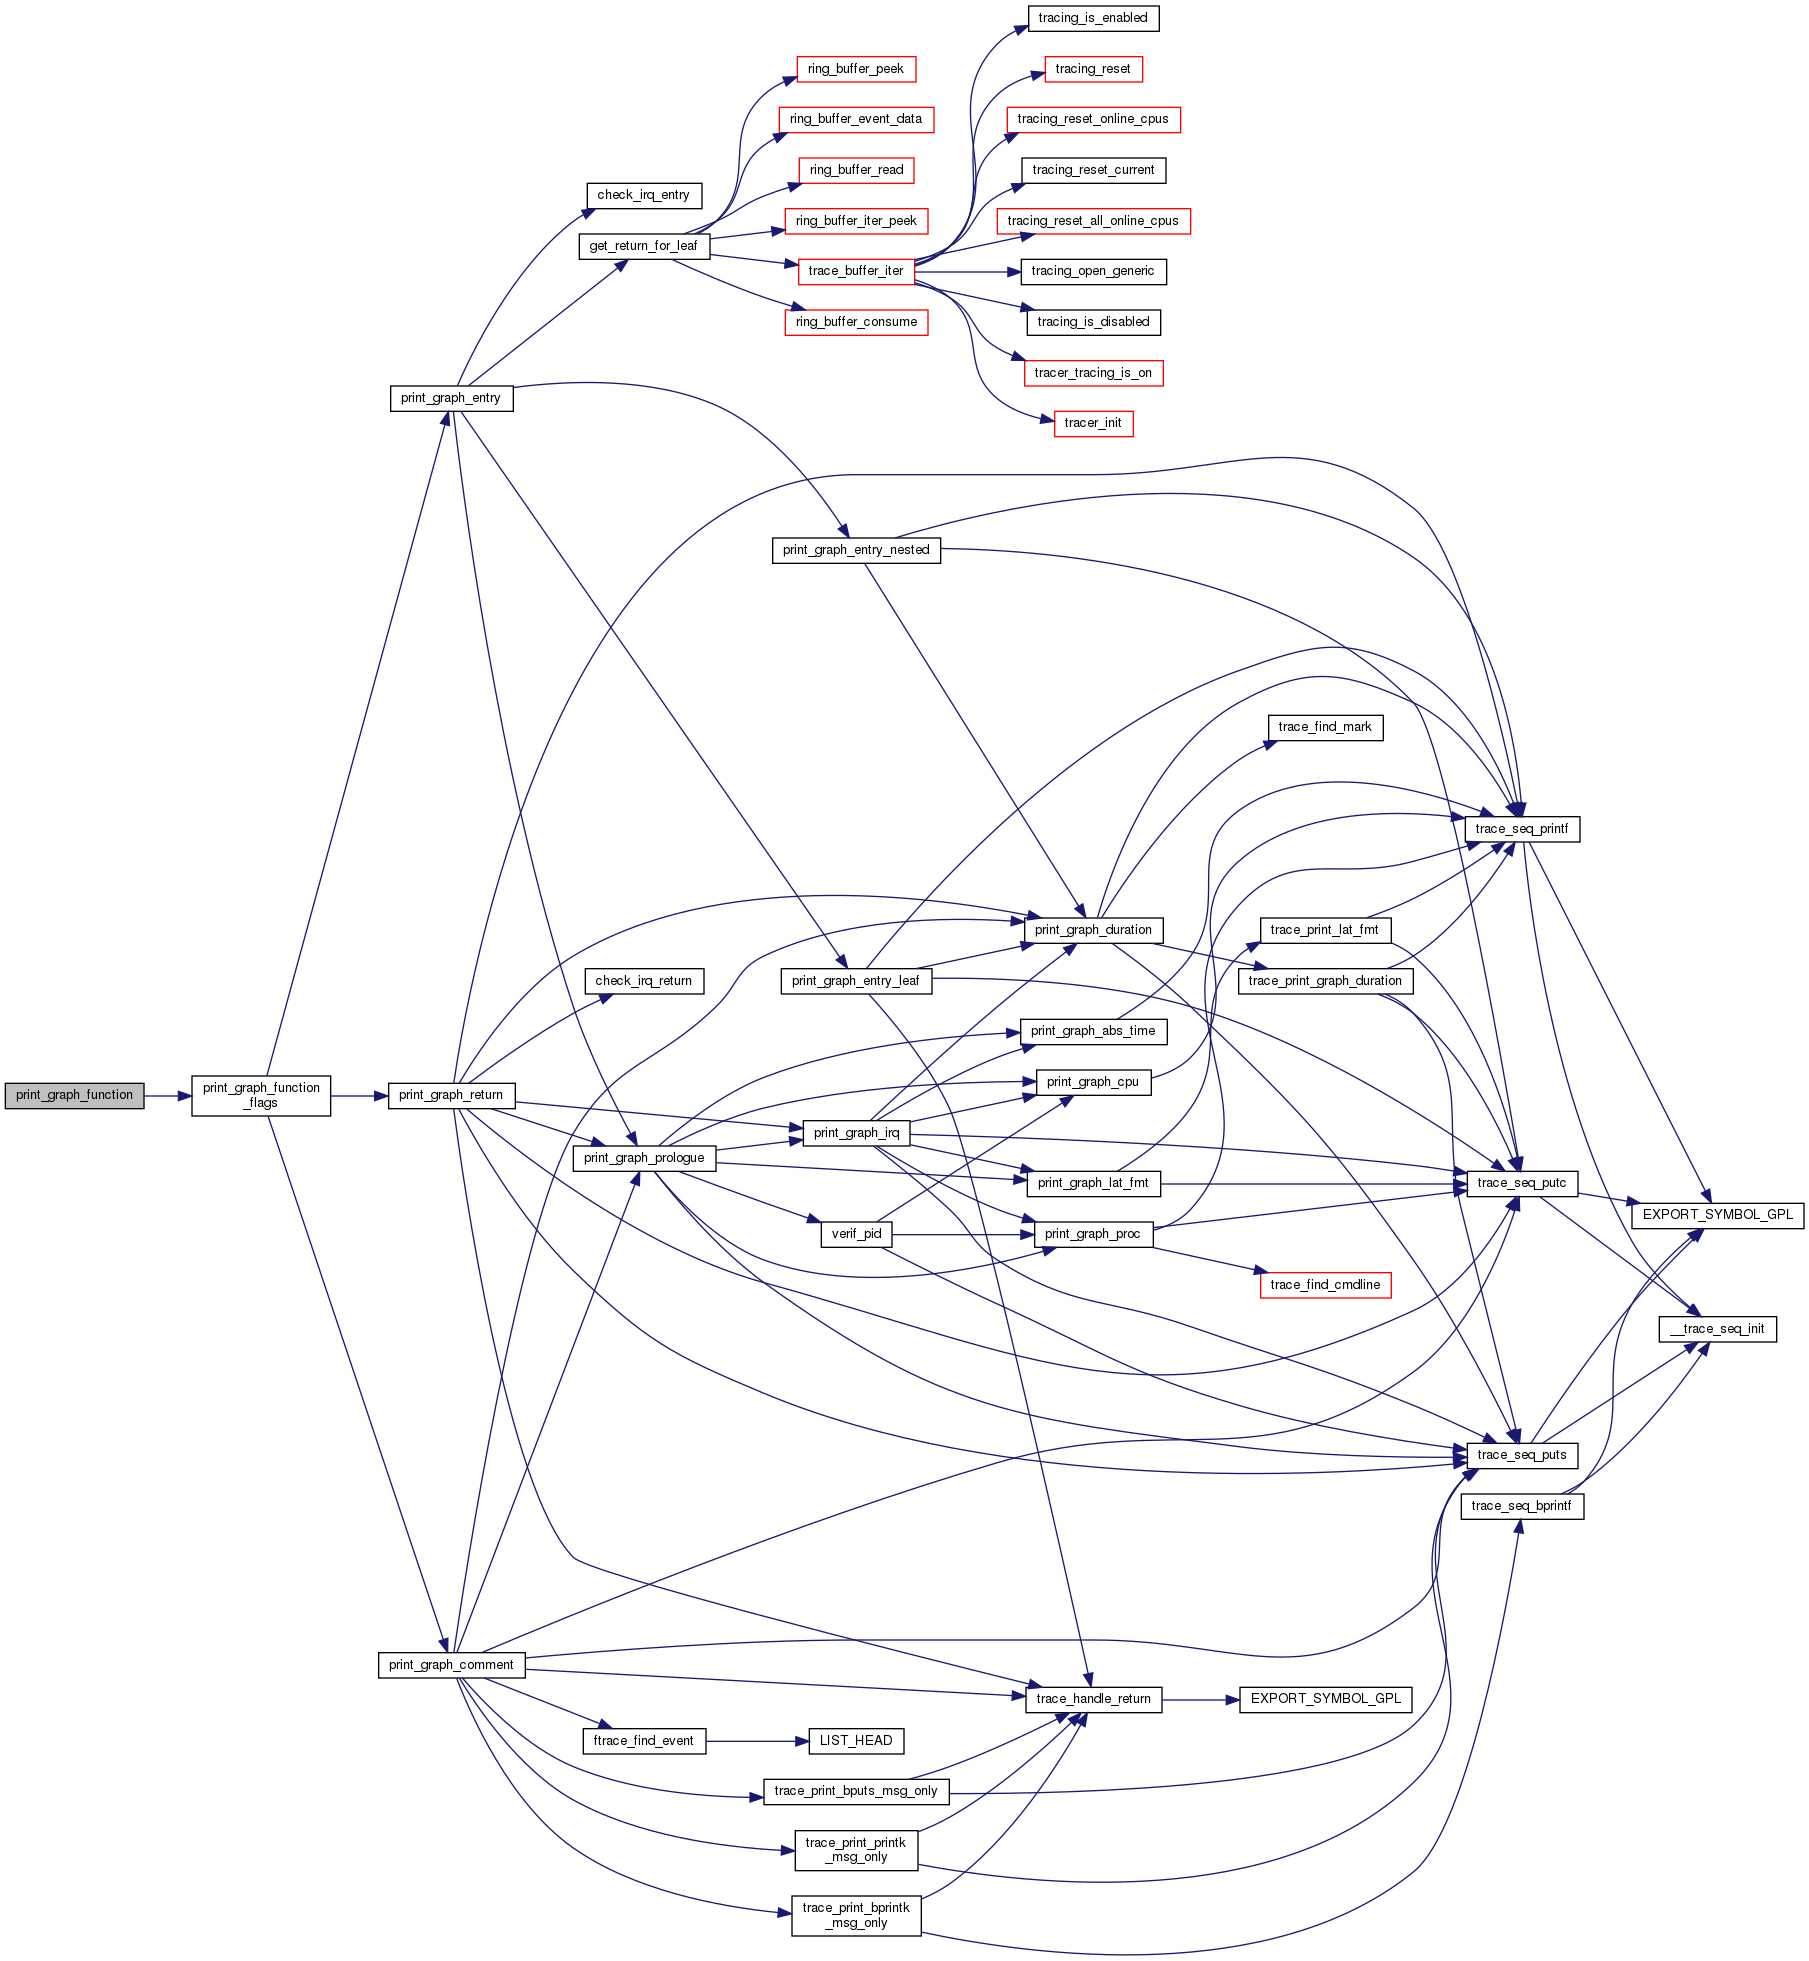 tracing_is_enabled
ring_buffer_peek
tracing_reset
ring_buffer_event_data
tracing_reset_online_cpus
ring_buffer_read
tracing_reset_current
check_irq_entry
ring_buffer_iter_peek
tracing_reset_all_online_cpus
get_return_for_leaf
trace_buffer_iter
tracing_open_generic
ring_buffer_consume
tracing_is_disabled
tracer_tracing_is_on
print_graph_entry
tracer_init
print_graph_entry_nested
trace_find_mark
trace_seq_printf
print_graph_duration
trace_print_lat_fmt
check_irq_return
print_graph_entry_leaf
trace_print_graph_duration
print_graph_abs_time
print_graph_cpu
print_graph_function
print_graph_function
_flags
print_graph_return
print_graph_irq
print_graph_prologue
print_graph_lat_fmt
trace_seq_putc
EXPORT_SYMBOL_GPL
verif_pid
print_graph_proc
trace_find_cmdline
__trace_seq_init
trace_seq_puts
trace_seq_bprintf
print_graph_comment
trace_handle_return
EXPORT_SYMBOL_GPL
ftrace_find_event
LIST_HEAD
trace_print_bputs_msg_only
trace_print_printk
_msg_only
trace_print_bprintk
_msg_only